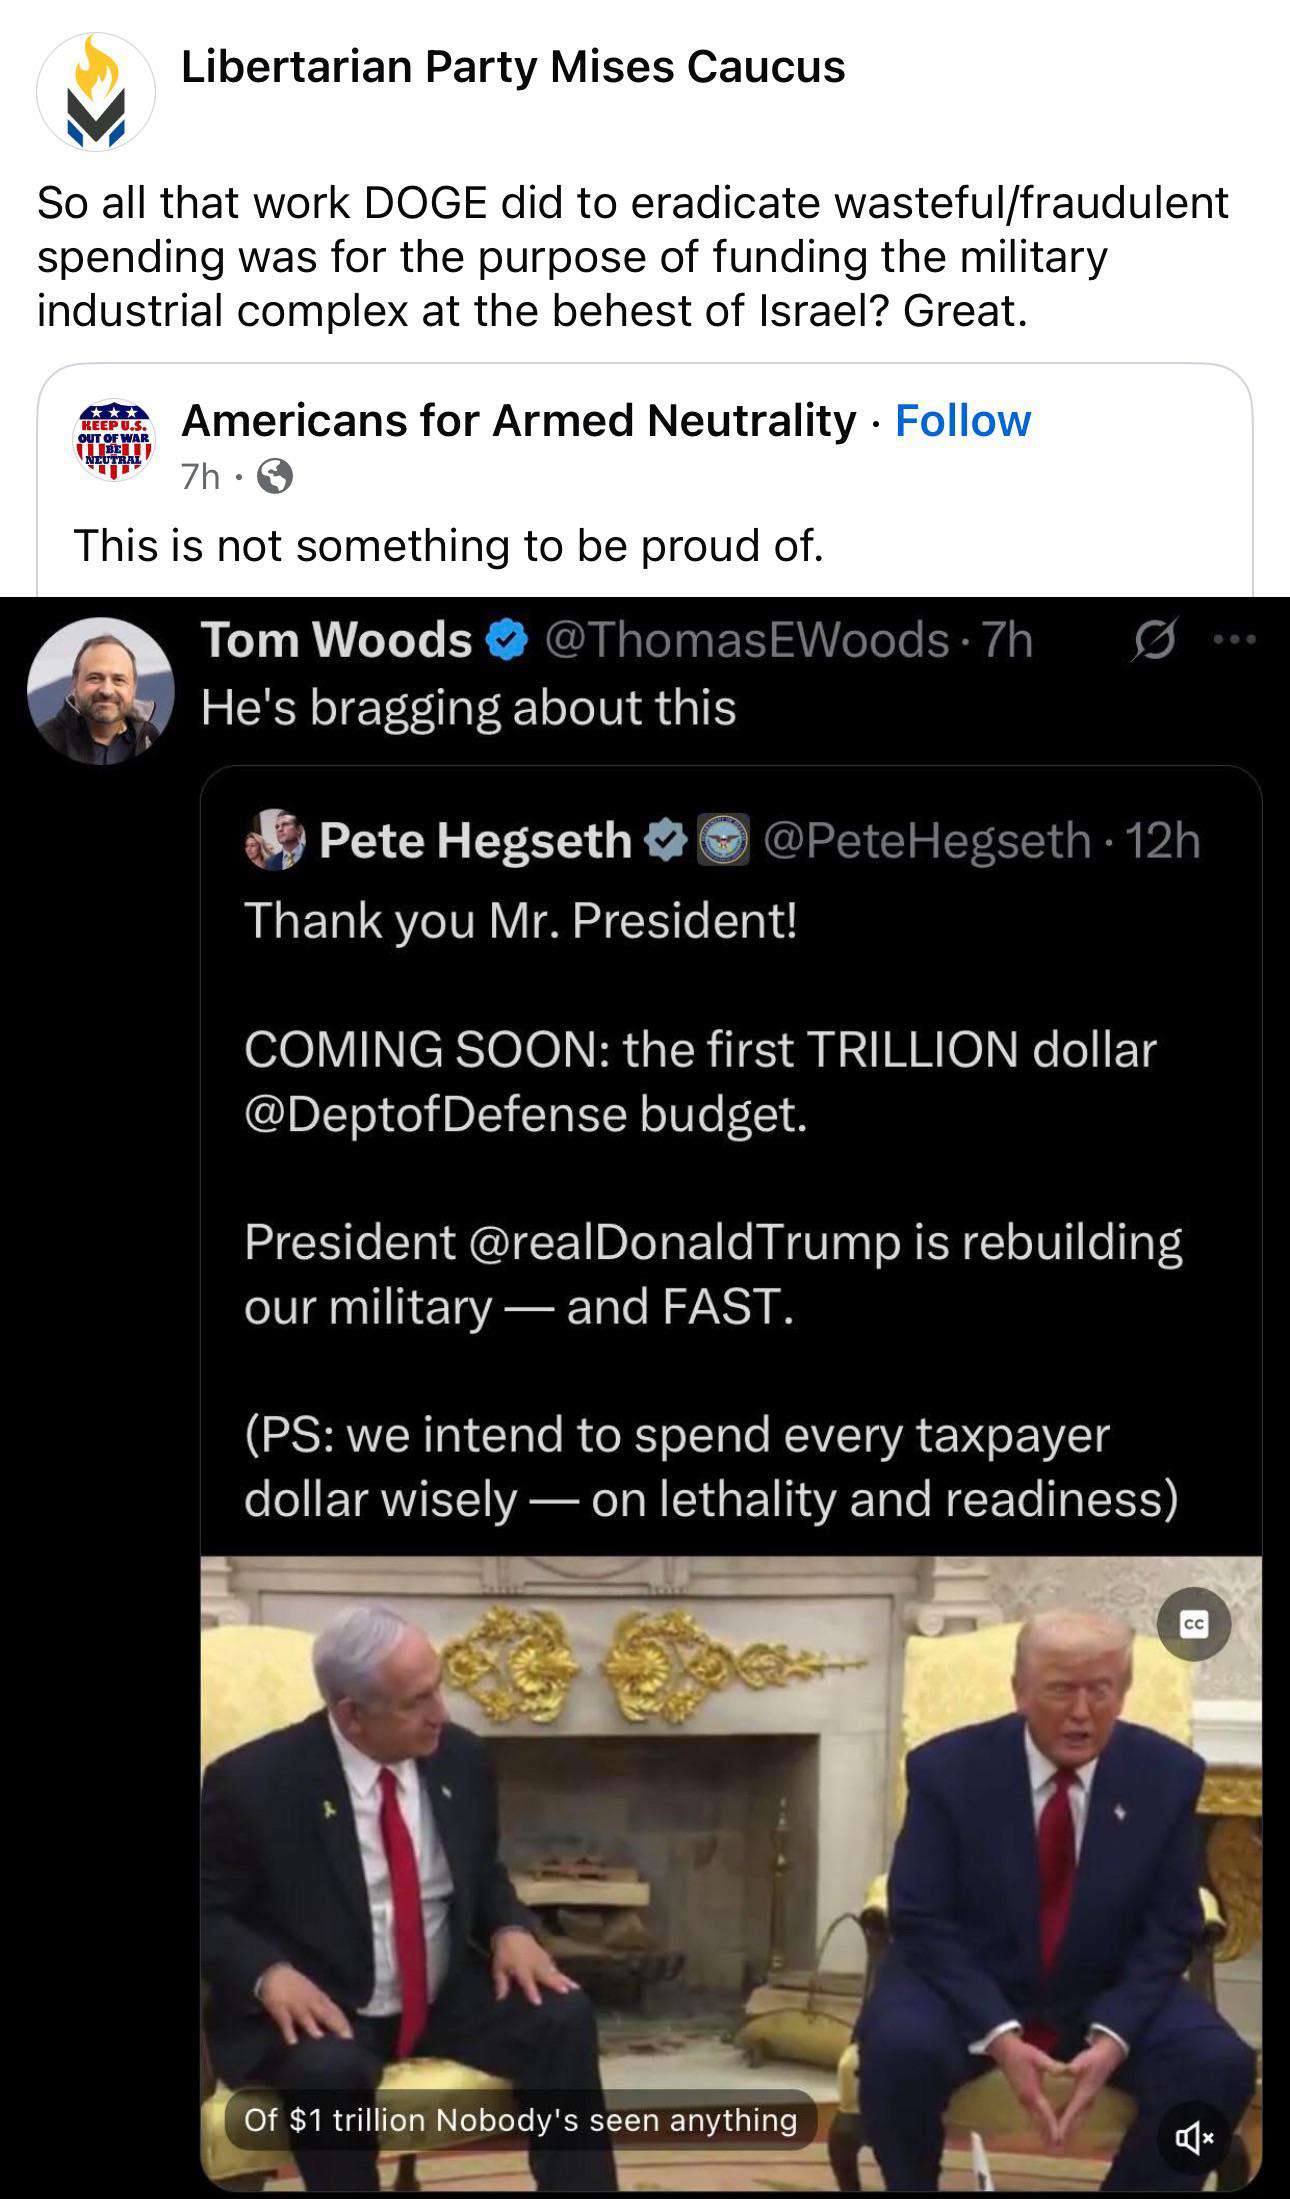 Libertarian Party Mises Caucus
So all that work DOGE did to eradicate wasteful/fraudulent
spending was for the purpose of funding the military
industrial complex at the behest of Israel? Great.
KEEP U.S.
OUT OF WAR
BE
NEUTRAL
Americans for Armed Neutrality · Follow
7h ·
This is not something to be proud of.
Tom Woods @ThomasEWoods · 7h
He's bragging about this
Pete Hegseth @PeteHegseth · 12h
Thank you Mr. President!
COMING SOON: the first TRILLION dollar
@DeptofDefense budget.
President @realDonaldTrump is rebuilding
our military — and FAST.
(PS: we intend to spend every taxpayer
dollar wisely — on lethality and readiness)
CC
Of $1 trillion Nobody's seen anything